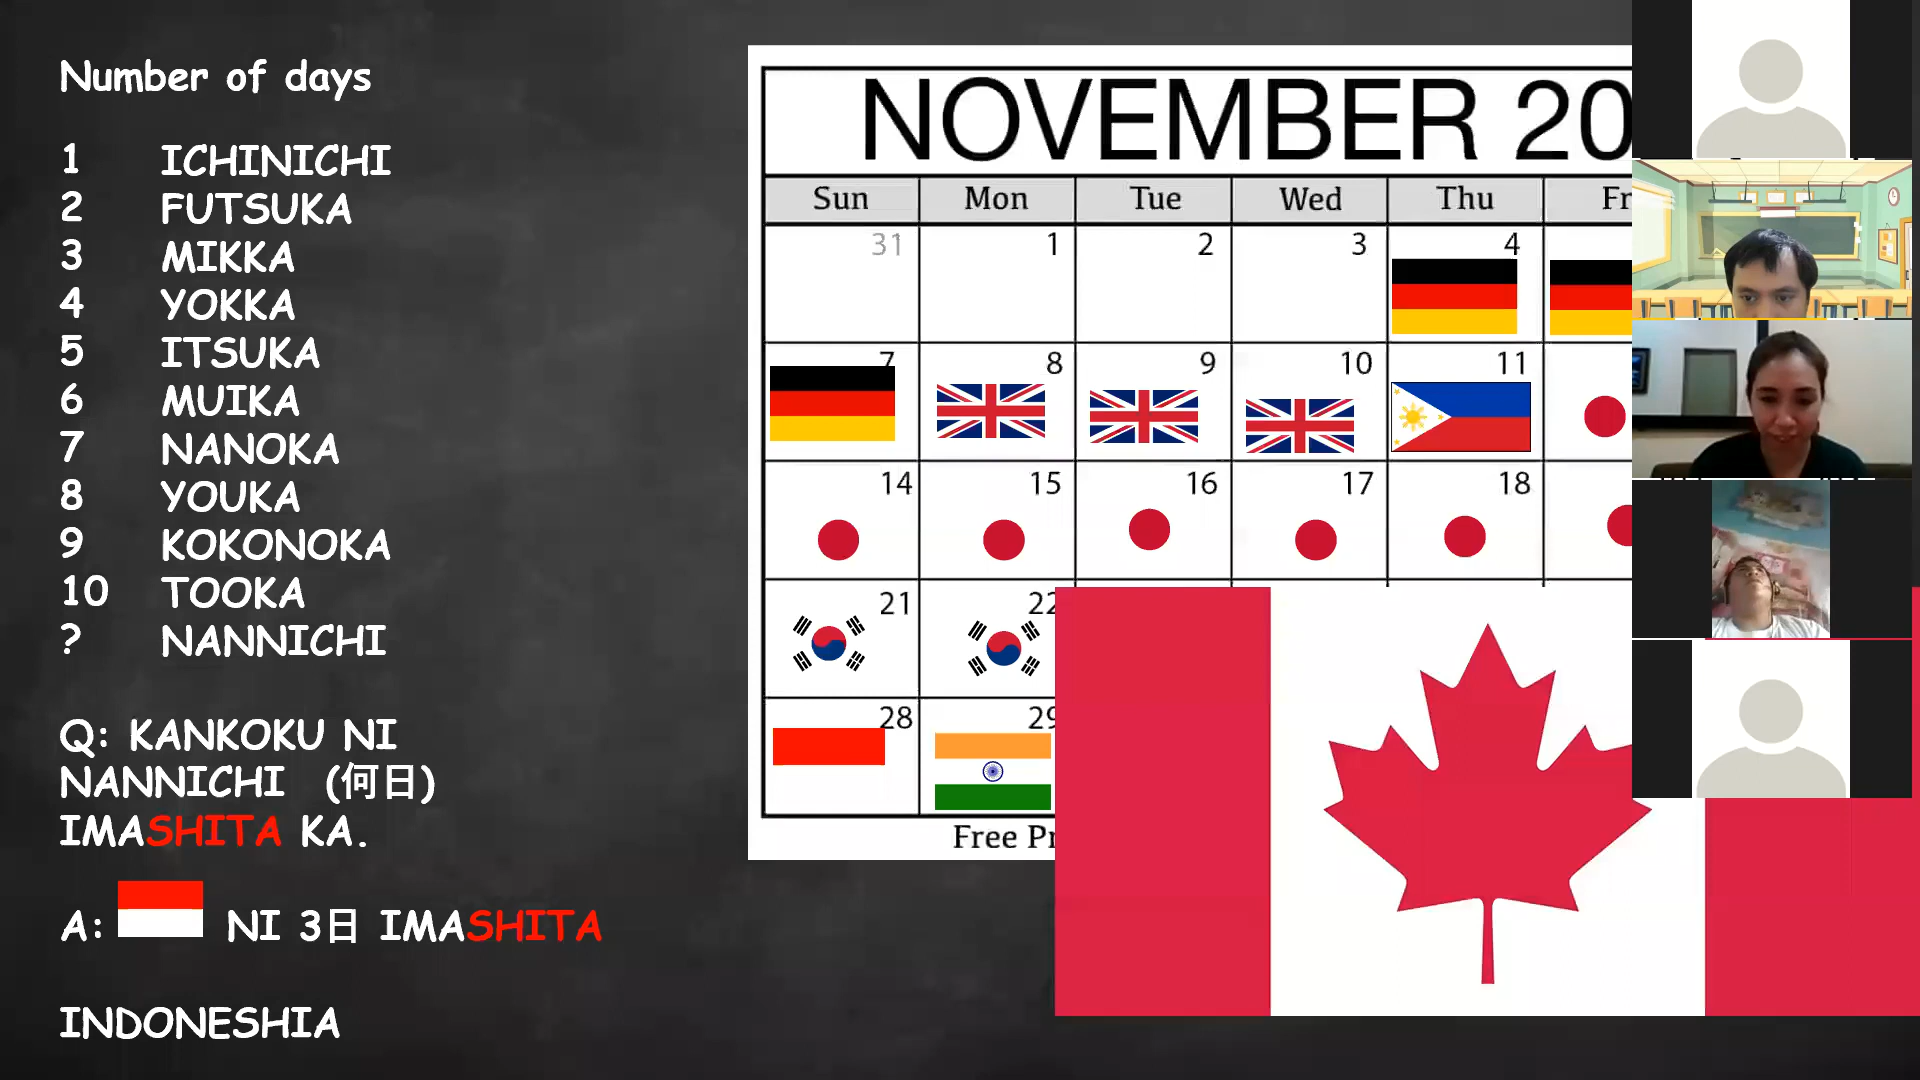 Number of days
1 ICHINICHI
2 FUTSUKA
3 MIKKA
4 YOKKA
5 ITSUKA
6 MUIKA
7 NANOKA
8 YOUKA
9 KOKONOKA
10 TOOKA
? NANNICHI
Q: KANKOKU NI
NANNICHI (何日)
IMASHITA KA.
A: NI 3日 IMASHITA
INDONESHIA
NOVEMBER 20
Sun Mon Tue Wed Thu Fr
31 1 2 3 4
7 8 9 10 11
14 15 16 17 18
21 22
28 29
Free Pr